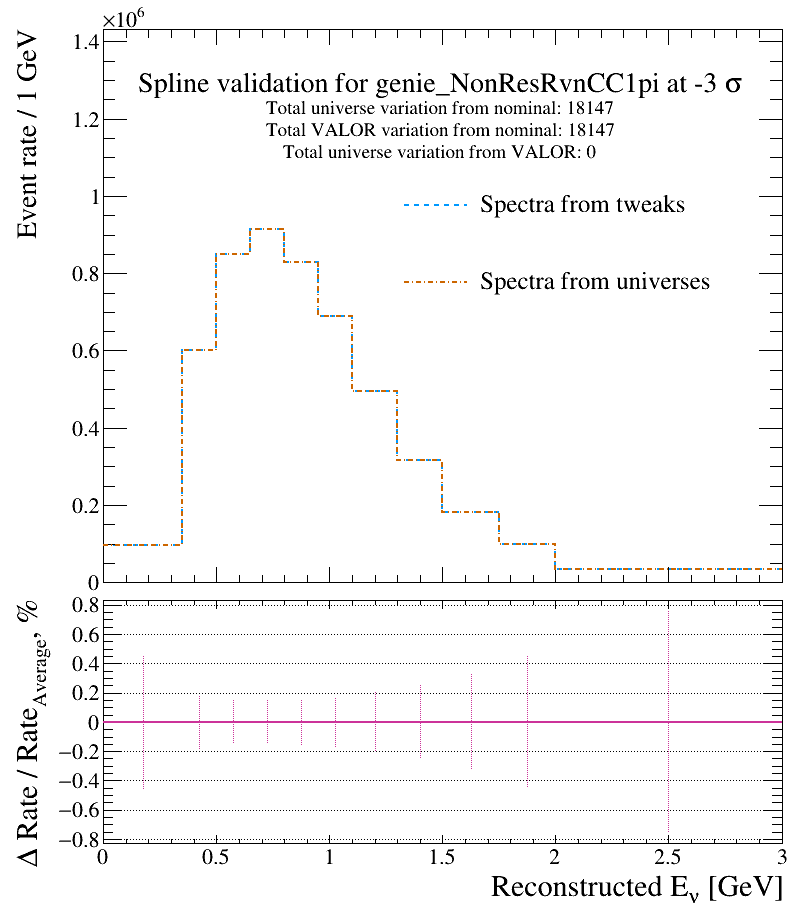 ×10⁶
Event rate / 1 GeV
1.4
1.2
1
0.8
0.6
0.4
0.2
0
Spline validation for genie_NonResRvnCC1pi at -3 σ
Total universe variation from nominal: 18147
Total VALOR variation from nominal: 18147
Total universe variation from VALOR: 0
Spectra from tweaks
Spectra from universes
Δ Rate / Rate_Average, %
0.8
0.6
0.4
0.2
0
−0.2
−0.4
−0.6
−0.8
0 0.5 1 1.5 2 2.5 3
Reconstructed E_ν [GeV]